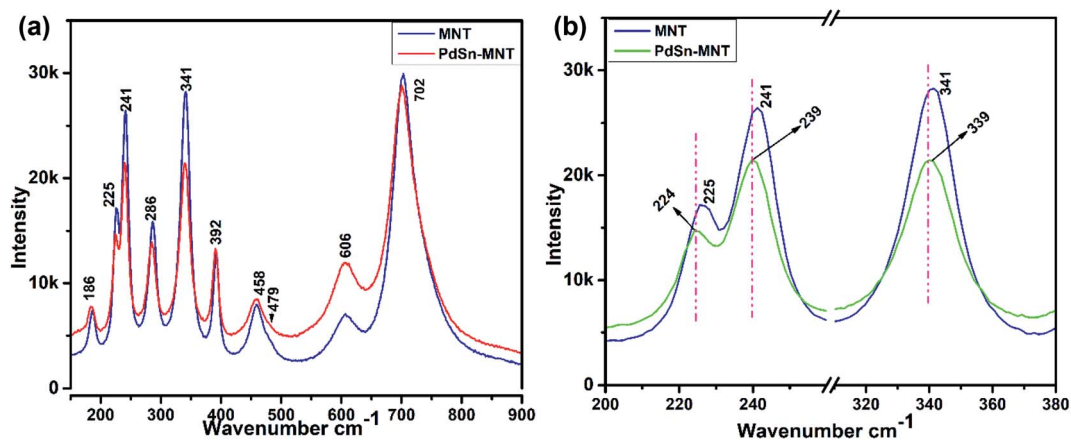 (a)
MNT
PdSn-MNT
Intensity
30k
20k
10k
0
186
225
241
286
341
392
458
479
606
702
200 300 400 500 600 700 800 900
Wavenumber cm-1
(b)
MNT
PdSn-MNT
Intensity
30k
20k
10k
0
224
225
241
239
341
339
200 220 240 320 340 360 380
Wavenumber cm-1